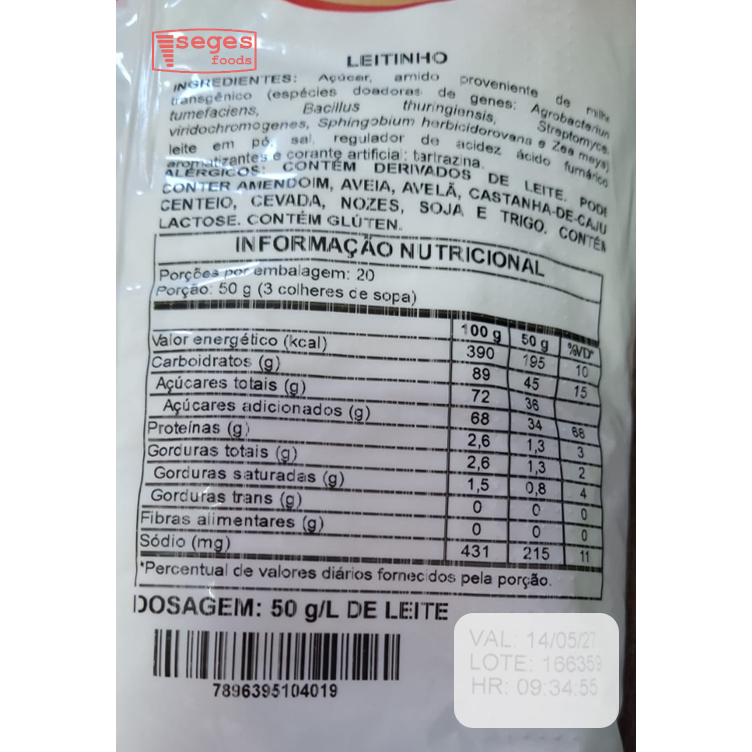 seges
foods
LEITINHO
INGREDIENTES: Açúcar, amido proveniente de milho
transgênico (espécies doadoras de genes: Agrobacterium
tumefaciens, Bacillus thuringiensis, Streptomyces
viridochromogenes, Sphingobium herbicidorovans e Zea mays)
leite em pó, sal, regulador de acidez ácido fumárico
aromatizantes e corante artificial: tartrazina.
ALÉRGICOS: CONTÉM DERIVADOS DE LEITE. PODE
CONTER AMENDOIM, AVEIA, AVELÃ, CASTANHA-DE-CAJU
CENTEIO, CEVADA, NOZES, SOJA E TRIGO. CONTÉM
LACTOSE. CONTÉM GLÚTEN.
INFORMAÇÃO NUTRICIONAL
Porções por embalagem: 20
Porção: 50 g (3 colheres de sopa)
100 g 50 g %VD*
Valor energético (kcal) 390 195 10
Carboidratos (g) 89 45 15
Açúcares totais (g) 72 36
Açúcares adicionados (g) 68 34 68
Proteínas (g) 2,6 1,3 3
Gorduras totais (g) 2,6 1,3 2
Gorduras saturadas (g) 1,5 0,8 4
Gorduras trans (g) 0 0 0
Fibras alimentares (g) 0 0 0
Sódio (mg) 431 215 11
*Percentual de valores diários fornecidos pela porção.
DOSAGEM: 50 g/L DE LEITE
7896395104019
VAL: 14/05/27
LOTE: 166359
HR: 09:34:55